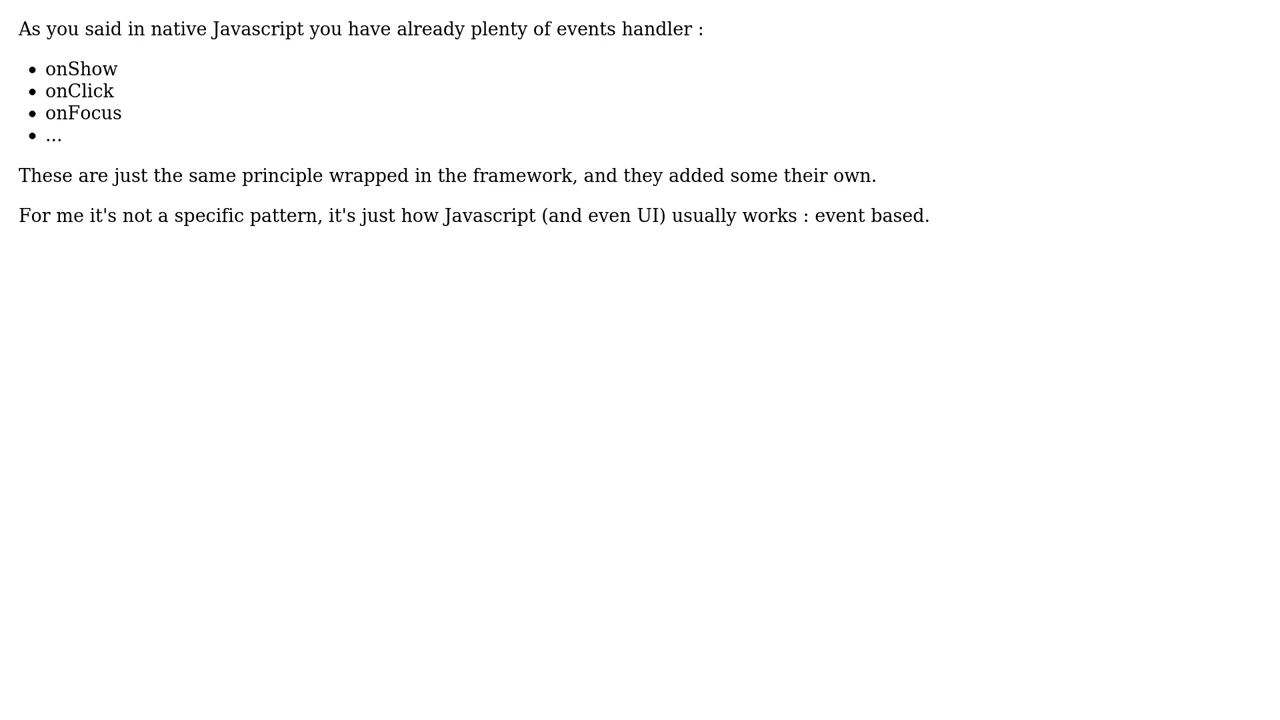 As you said in native Javascript you have already plenty of events handler :
• onShow
• onClick
• onFocus
• ...
These are just the same principle wrapped in the framework, and they added some their own.
For me it's not a specific pattern, it's just how Javascript (and even UI) usually works : event based.